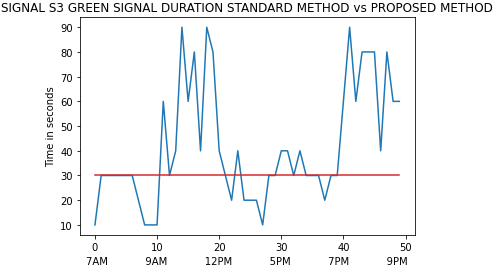 SIGNAL S3 GREEN SIGNAL DURATION STANDARD METHOD vs PROPOSED METHOD
90
80
70
60
50
40
30
20
10
Time in seconds
0 10 20 30 40 50
7AM 9AM 12PM 5PM 7PM 9PM